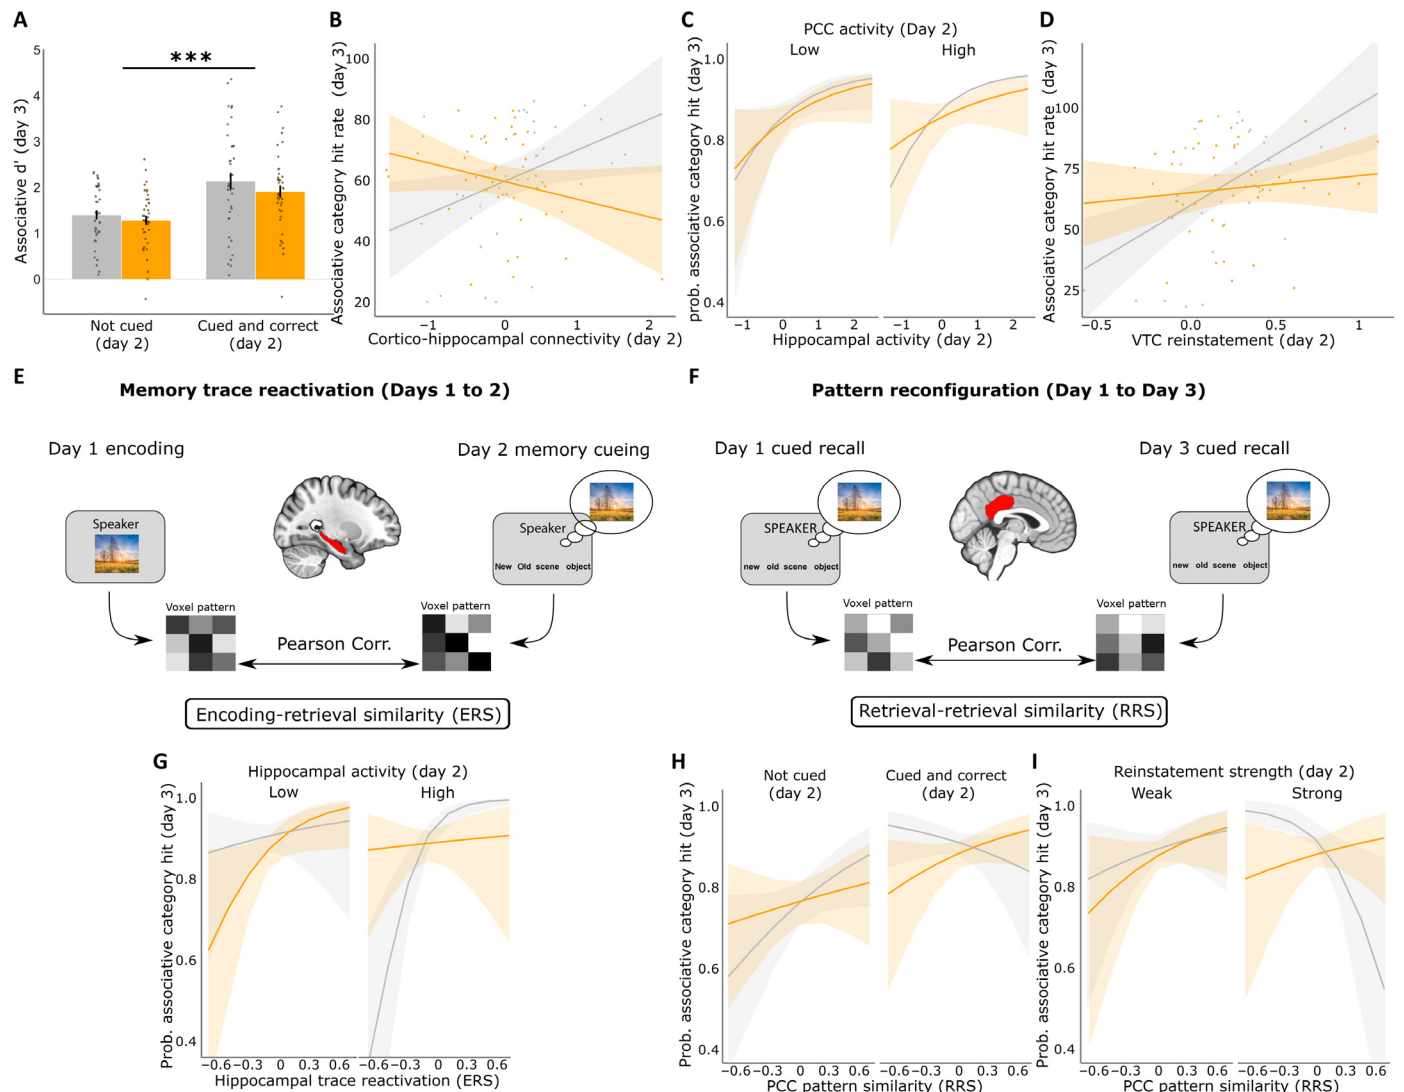 A
Associative d' (day 3)
5
4
3
2
1
0
***
Not cued
(day 2)
Cued and correct
(day 2)
B
Associative category hit rate (day 3)
100
80
60
40
20
−1
0
1
2
Cortico-hippocampal connectivity (day 2)
C
PCC activity (Day 2)
Low
High
prob. associative category hit (day 3)
1.0
0.8
0.6
0.4
−1
0
1
2
−1
0
1
2
Hippocampal activity (day 2)
D
Associative category hit rate (day 3)
100
75
50
25
−0.5
0.0
0.5
1
VTC reinstatement (day 2)
E
Memory trace reactivation (Days 1 to 2)
Day 1 encoding
Day 2 memory cueing
Speaker
Speaker
New Old scene object
Voxel pattern
Voxel pattern
Pearson Corr.
Encoding-retrieval similarity (ERS)
F
Pattern reconfiguration (Day 1 to Day 3)
Day 1 cued recall
Day 3 cued recall
SPEAKER
SPEAKER
new old scene object
new old scene object
Voxel pattern
Voxel pattern
Pearson Corr.
Retrieval-retrieval similarity (RRS)
G
Hippocampal activity (day 2)
Low
High
Prob. associative category hit (day 3)
1.0
0.8
0.6
0.4
−0.6 −0.3 0 0.3 0.6
−0.6 −0.3 0 0.3 0.6
Hippocampal trace reactivation (ERS)
H
Not cued
(day 2)
Cued and correct
(day 2)
Prob. associative category hit (day 3)
1.0
0.8
0.6
0.4
−0.6 −0.3 0 0.3 0.6
−0.6 −0.3 0 0.3 0.6
PCC pattern similarity (RRS)
I
Reinstatement strength (day 2)
Weak
Strong
Prob. associative category hit (day 3)
1.0
0.8
0.6
0.4
−0.6 −0.3 0 0.3 0.6
−0.6 −0.3 0 0.3 0.6
PCC pattern similarity (RRS)